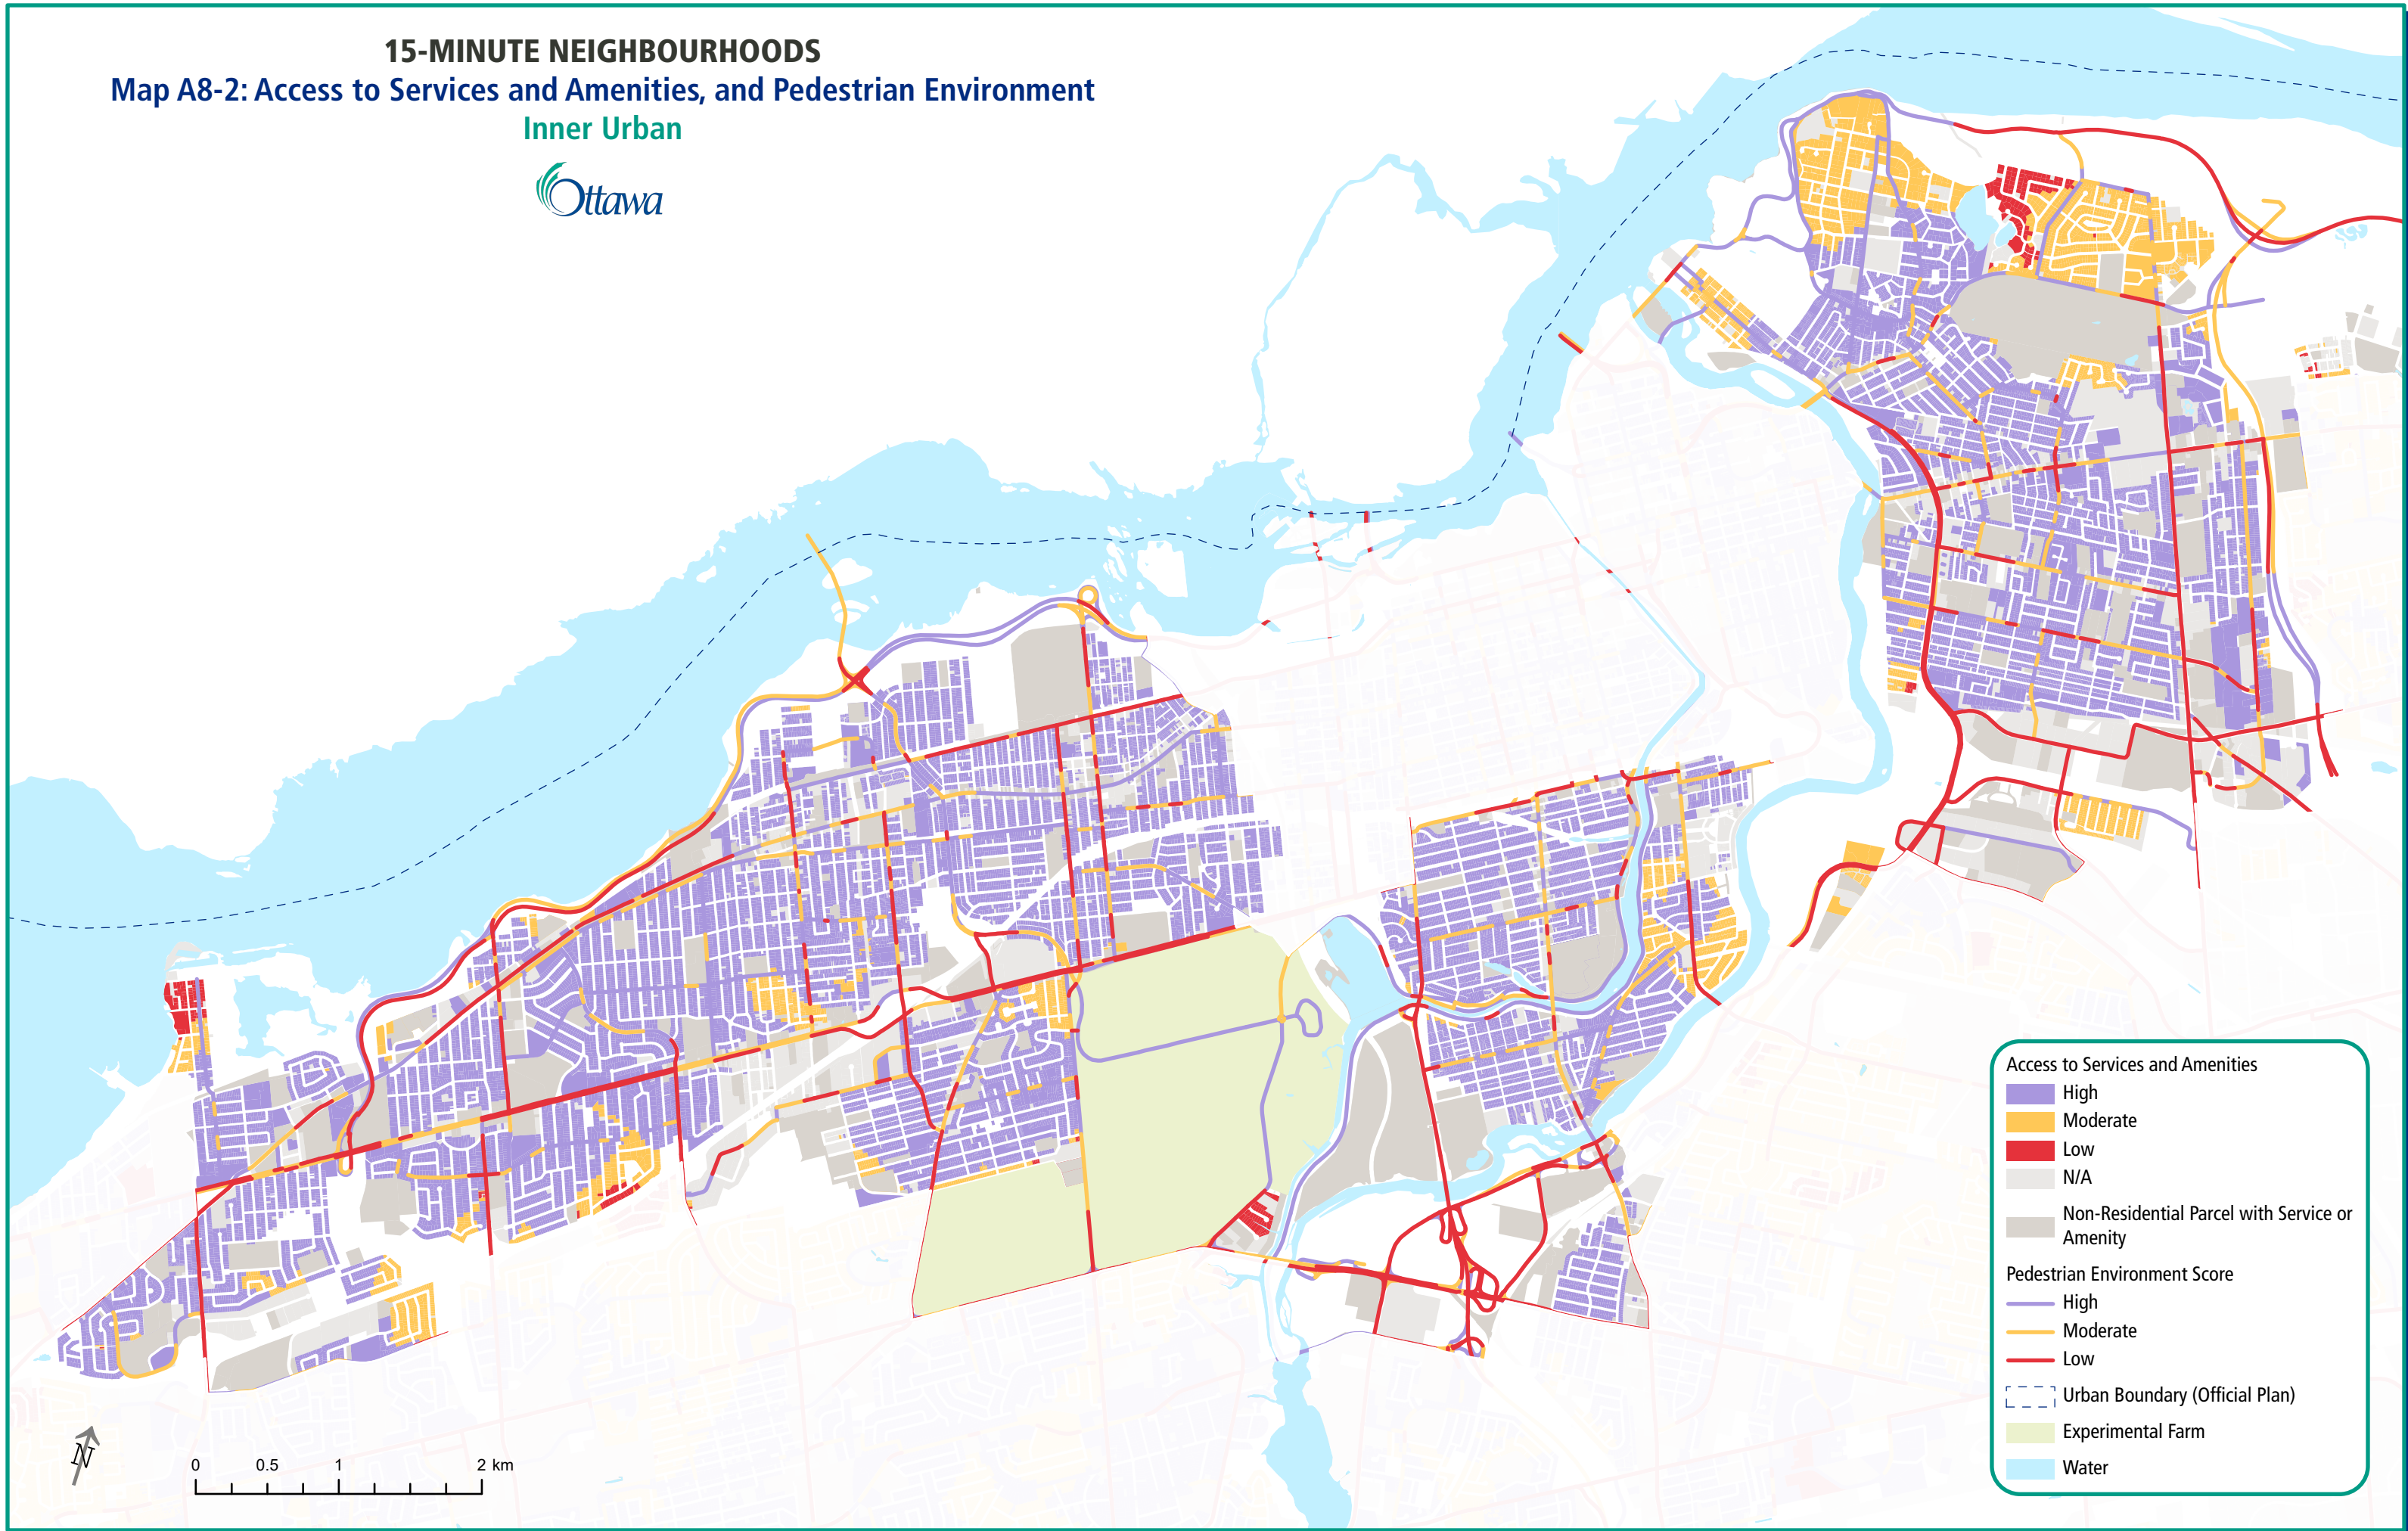 15-MINUTE NEIGHBOURHOODS
Map A8-2: Access to Services and Amenities, and Pedestrian Environment
Inner Urban
Ottawa
Access to Services and Amenities
High
Moderate
Low
N/A
Non-Residential Parcel with Service or
Amenity
Pedestrian Environment Score
High
Moderate
Low
Urban Boundary (Official Plan)
Experimental Farm
Water
N
0 0.5 1 2 km